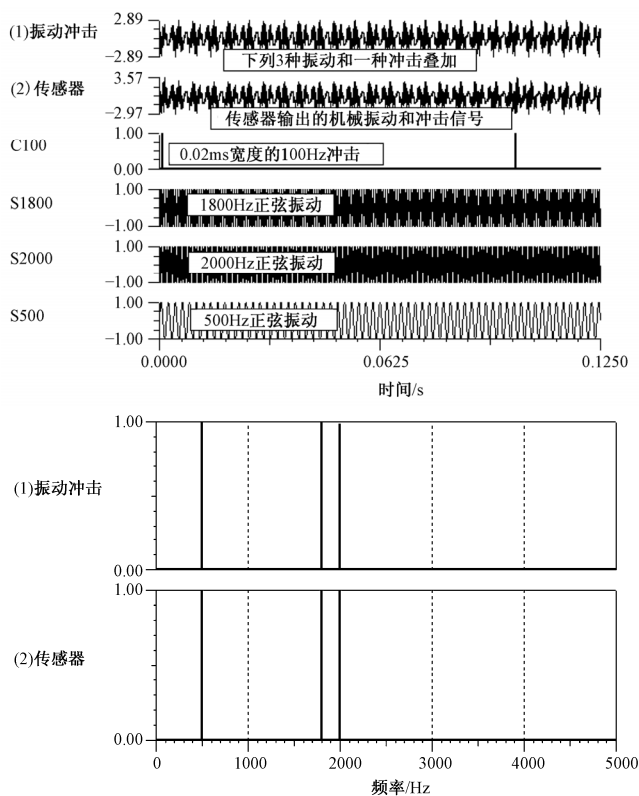 (1)振动冲击
2.89
−2.89
下列3种振动和一种冲击叠加
(2)传感器
3.57
−2.97
传感器输出的机械振动和冲击信号
C100
1.00
0.00
0.02ms宽度的100Hz冲击
S1800
1.00
−1.00
1800Hz正弦振动
S2000
1.00
−1.00
2000Hz正弦振动
S500
1.00
−1.00
500Hz正弦振动
0.0000 0.0625 0.1250
时间/s
(1)振动冲击
1.00
0.00
(2)传感器
1.00
0.00
0 1000 2000 3000 4000 5000
频率/Hz